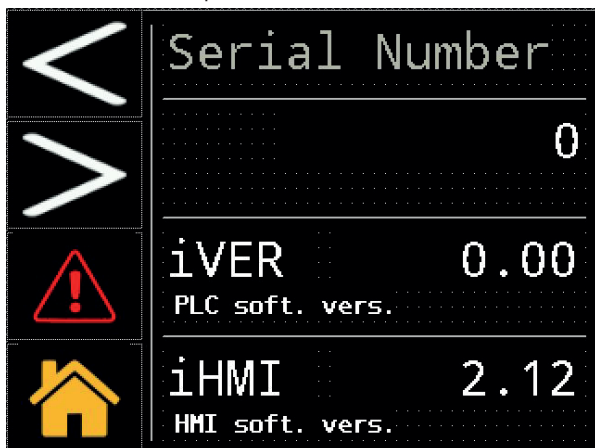 Serial Number
0
iVER 0.00
PLC soft. vers.
iHMI 2.12
HMI soft. vers.